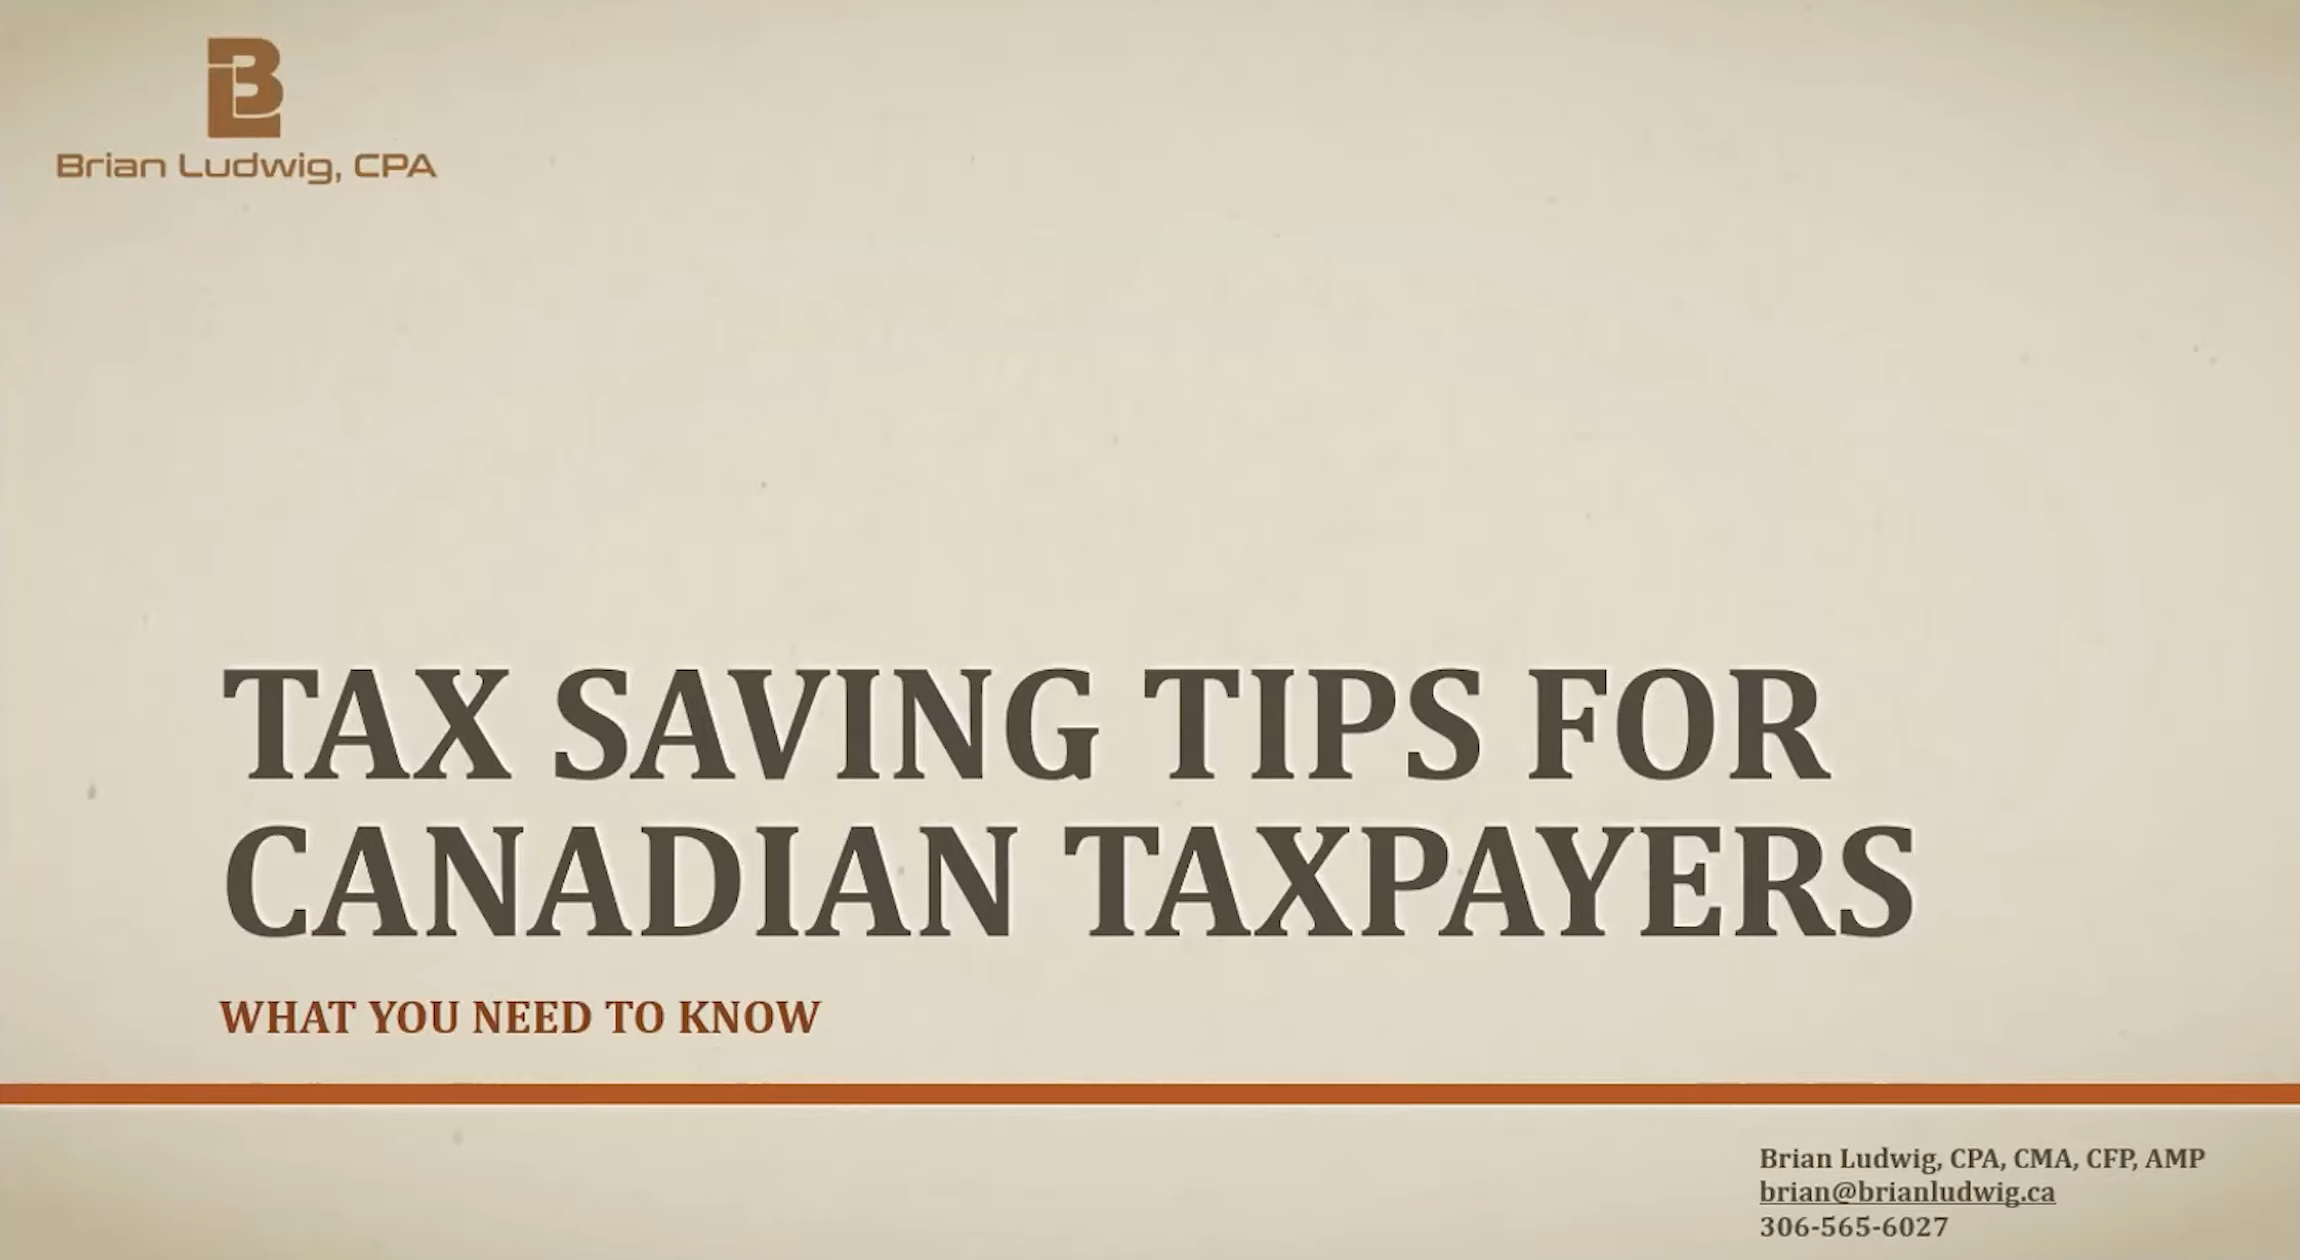 Brian Ludwig, CPA
TAX SAVING TIPS FOR
CANADIAN TAXPAYERS
WHAT YOU NEED TO KNOW
Brian Ludwig, CPA, CMA, CFP, AMP
brian@brianludwig.ca
306-565-6027